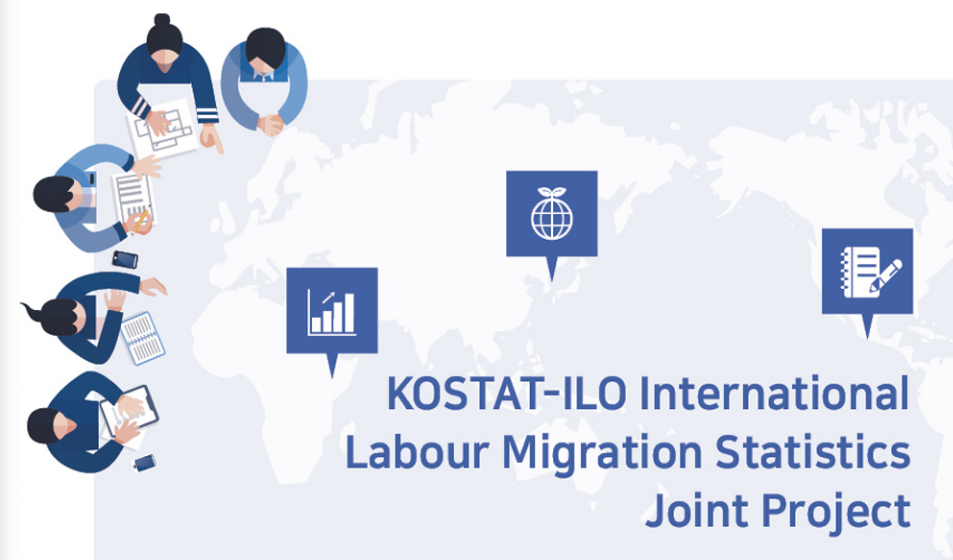 KOSTAT-ILO International
Labour Migration Statistics
Joint Project